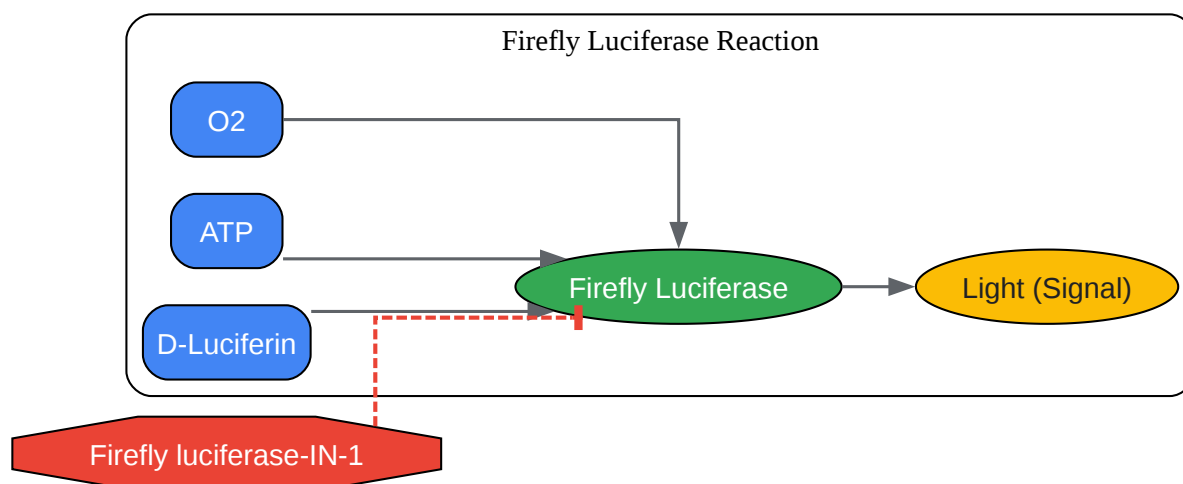 Firefly Luciferase Reaction
O2
ATP
Firefly Luciferase
Light (Signal)
D-Luciferin
Firefly luciferase-IN-1